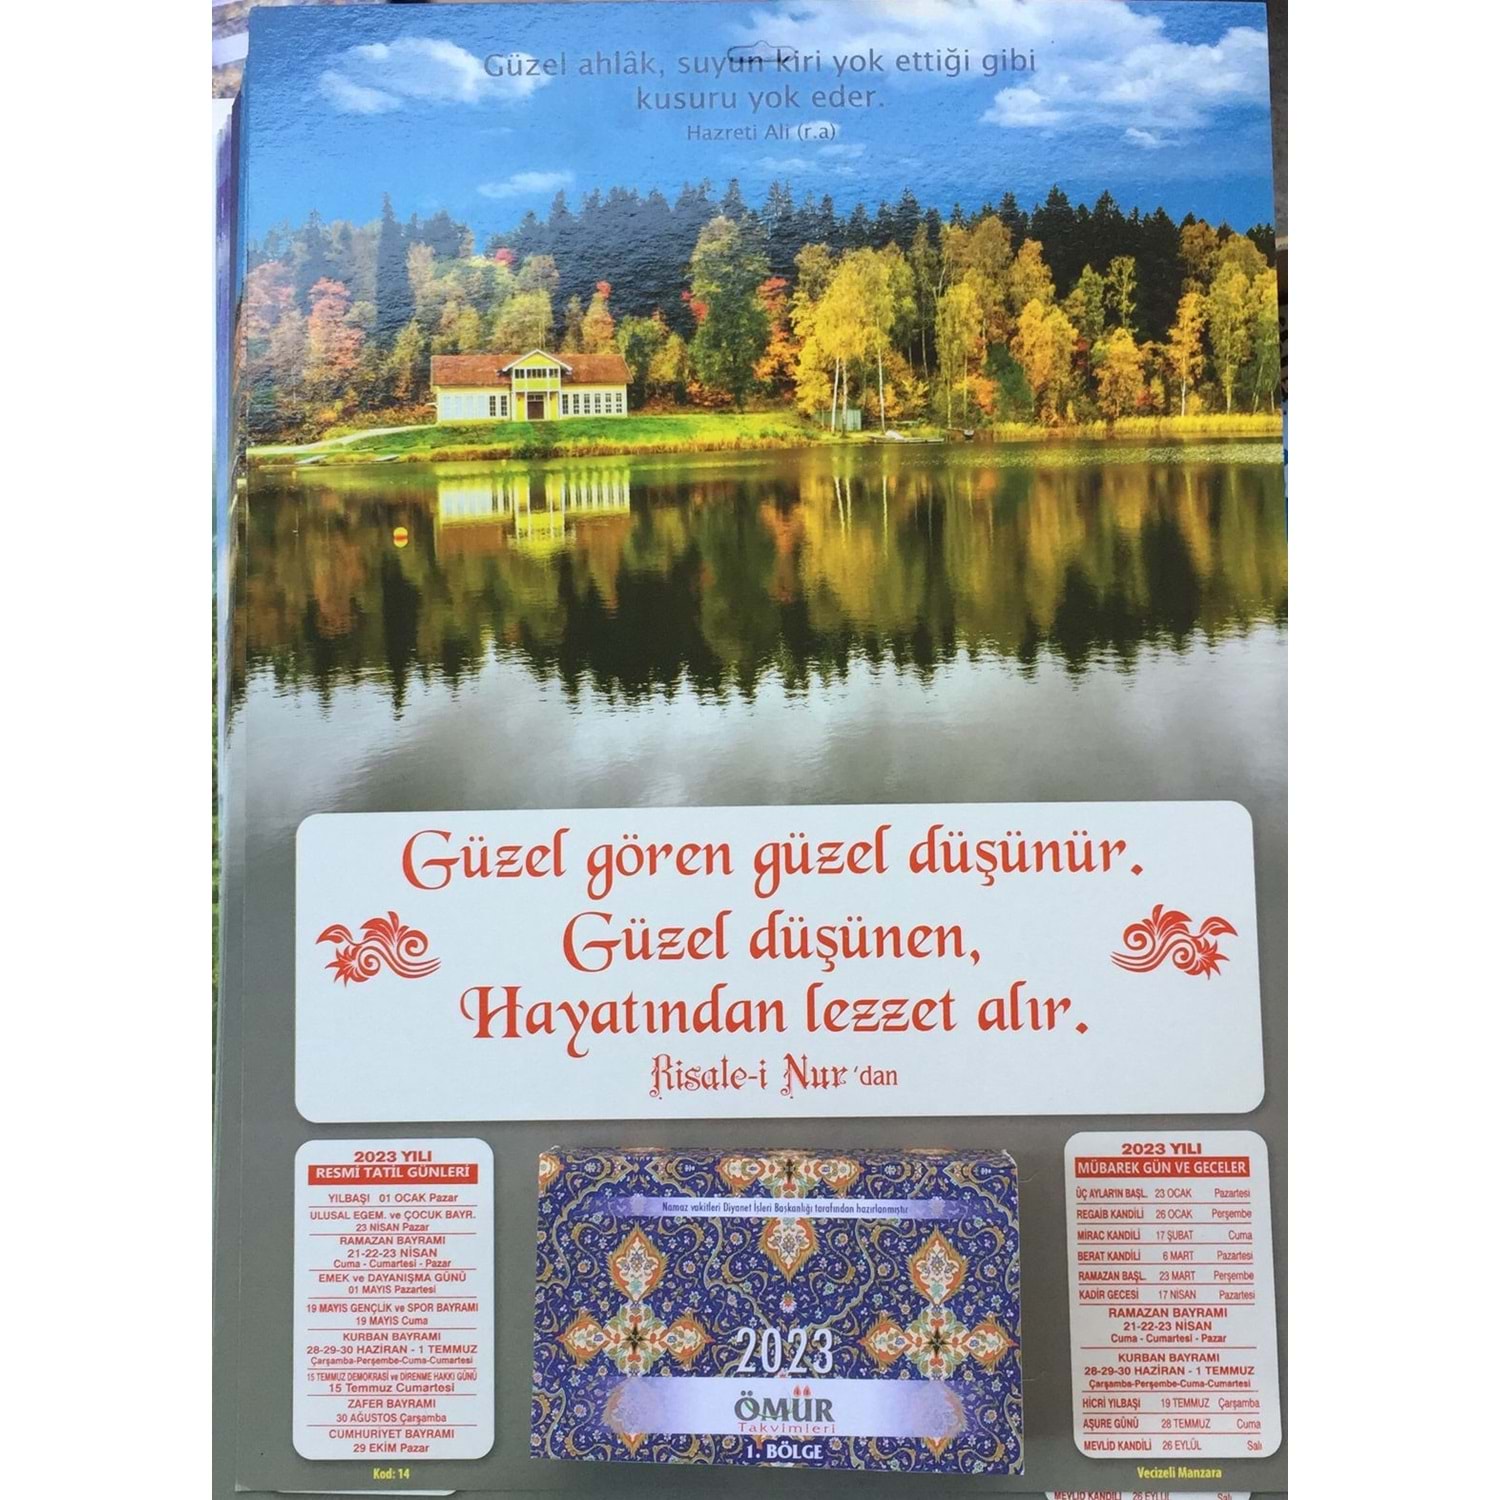 Güzel ahlâk, suyun kiri yok ettiği gibi
kusuru yok eder.
Hazreti Ali (r.a)
Güzel gören güzel düşünür.
Güzel düşünen,
Hayatından lezzet alır.
Risale-i Nur'dan
2023 YILI
RESMİ TATİL GÜNLERİ
YILBAŞI 01 OCAK Pazar
ULUSAL EGEM. ve ÇOCUK BAYR.
23 NİSAN Pazar
RAMAZAN BAYRAMI
21-22-23 NİSAN
Cuma - Cumartesi - Pazar
EMEK ve DAYANIŞMA GÜNÜ
01 MAYIS Pazartesi
19 MAYIS GENÇLİK ve SPOR BAYRAMI
19 MAYIS Cuma
KURBAN BAYRAMI
28-29-30 HAZİRAN - 1 TEMMUZ
Çarşamba-Perşembe-Cuma-Cumartesi
15 TEMMUZ DEMOKRASİ ve DİRENME HAKKI GÜNÜ
15 Temmuz Cumartesi
ZAFER BAYRAMI
30 AĞUSTOS Çarşamba
CUMHURİYET BAYRAMI
29 EKİM Pazar
Kod: 14
Namaz vakitleri Diyanet İşleri Başkanlığı tarafından hazırlanmıştır
2023
ÖMÜR
Takvimleri
1. BÖLGE
2023 YILI
MÜBAREK GÜN VE GECELER
ÜÇ AYLAR'IN BAŞL. 23 OCAK Pazartesi
REGAİB KANDİLİ 26 OCAK Perşembe
MİRAC KANDİLİ 17 ŞUBAT Cuma
BERAT KANDİLİ 6 MART Pazartesi
RAMAZAN BAŞL. 23 MART Perşembe
KADİR GECESİ 17 NİSAN Pazartesi
RAMAZAN BAYRAMI
21-22-23 NİSAN
Cuma - Cumartesi - Pazar
KURBAN BAYRAMI
28-29-30 HAZİRAN - 1 TEMMUZ
Çarşamba-Perşembe-Cuma-Cumartesi
HİCRİ YILBAŞI 19 TEMMUZ Çarşamba
AŞURE GÜNÜ 28 TEMMUZ Cuma
MEVLİD KANDİLİ 26 EYLÜL Salı
Vecizeli Manzara
MEVLİD KANDİLİ 26 EYLÜL Salı